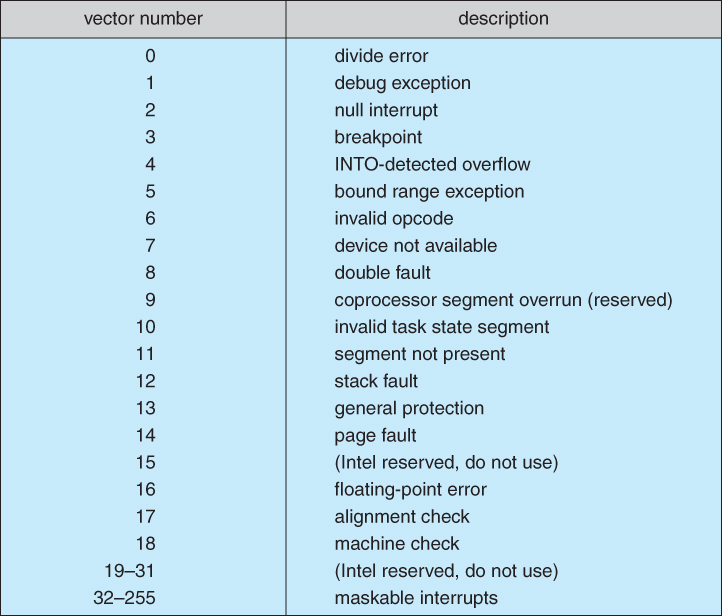 vector number description
0 divide error
1 debug exception
2 null interrupt
3 breakpoint
4 INTO-detected overflow
5 bound range exception
6 invalid opcode
7 device not available
8 double fault
9 coprocessor segment overrun (reserved)
10 invalid task state segment
11 segment not present
12 stack fault
13 general protection
14 page fault
15 (Intel reserved, do not use)
16 floating-point error
17 alignment check
18 machine check
19–31 (Intel reserved, do not use)
32–255 maskable interrupts